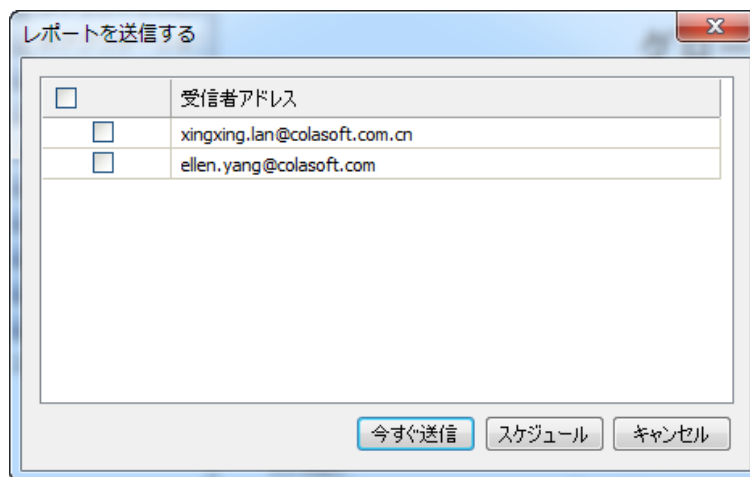 レポートを送信する
受信者アドレス
xingxing.lan@colasoft.com.cn
ellen.yang@colasoft.com
今すぐ送信 スケジュール キャンセル